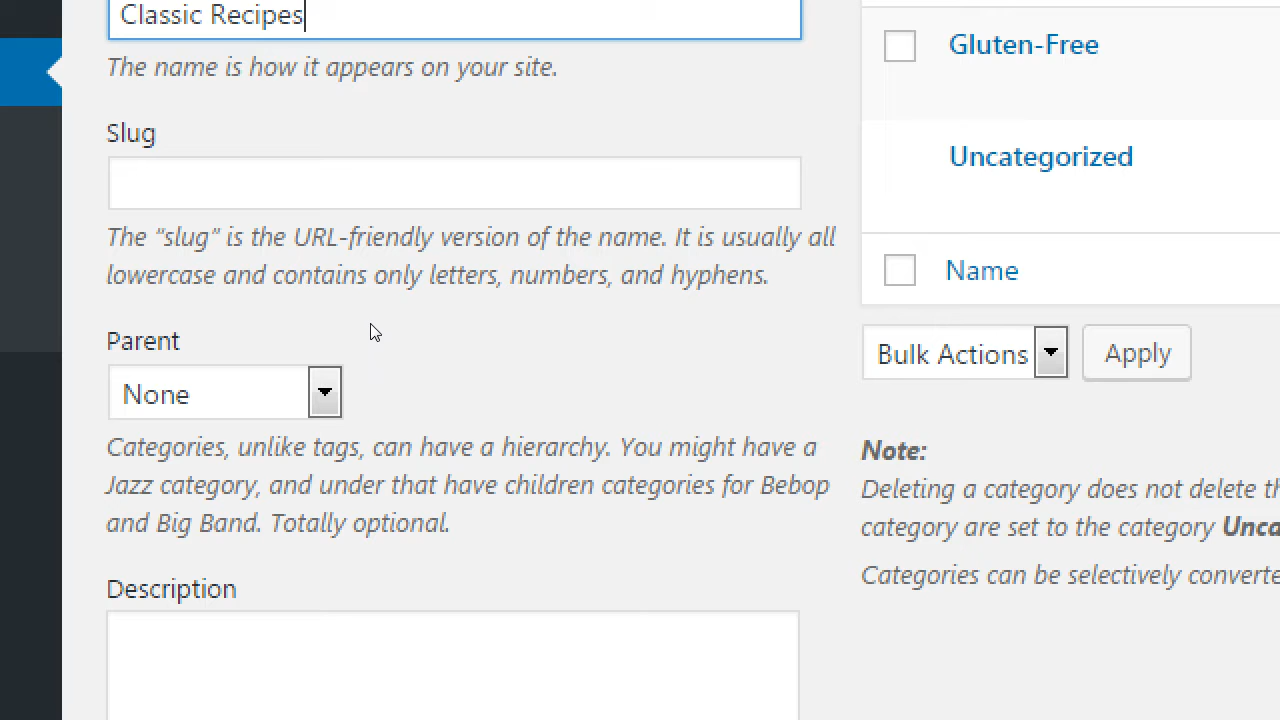 Classic Recipes
The name is how it appears on your site.
Slug
The “slug” is the URL-friendly version of the name. It is usually all
lowercase and contains only letters, numbers, and hyphens.
Parent
None
Categories, unlike tags, can have a hierarchy. You might have a
Jazz category, and under that have children categories for Bebop
and Big Band. Totally optional.
Description
Gluten-Free
Uncategorized
Name
Bulk Actions
Apply
Note:
Deleting a category does not delete
category are set to the category
Categories can be selectively